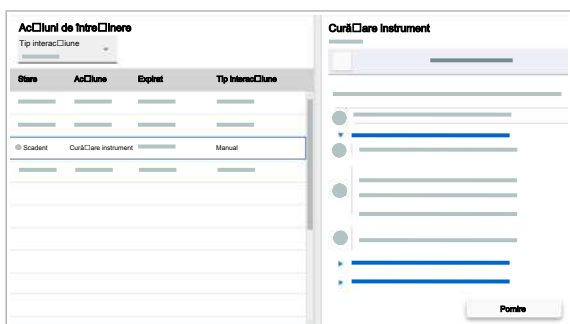 Ac□iuni de între□inere
Tip interac□iune
Stare Ac□iune Expirat Tip interac□iune
Scadent Cură□are instrument Manual
Cură□are instrument
Pornire